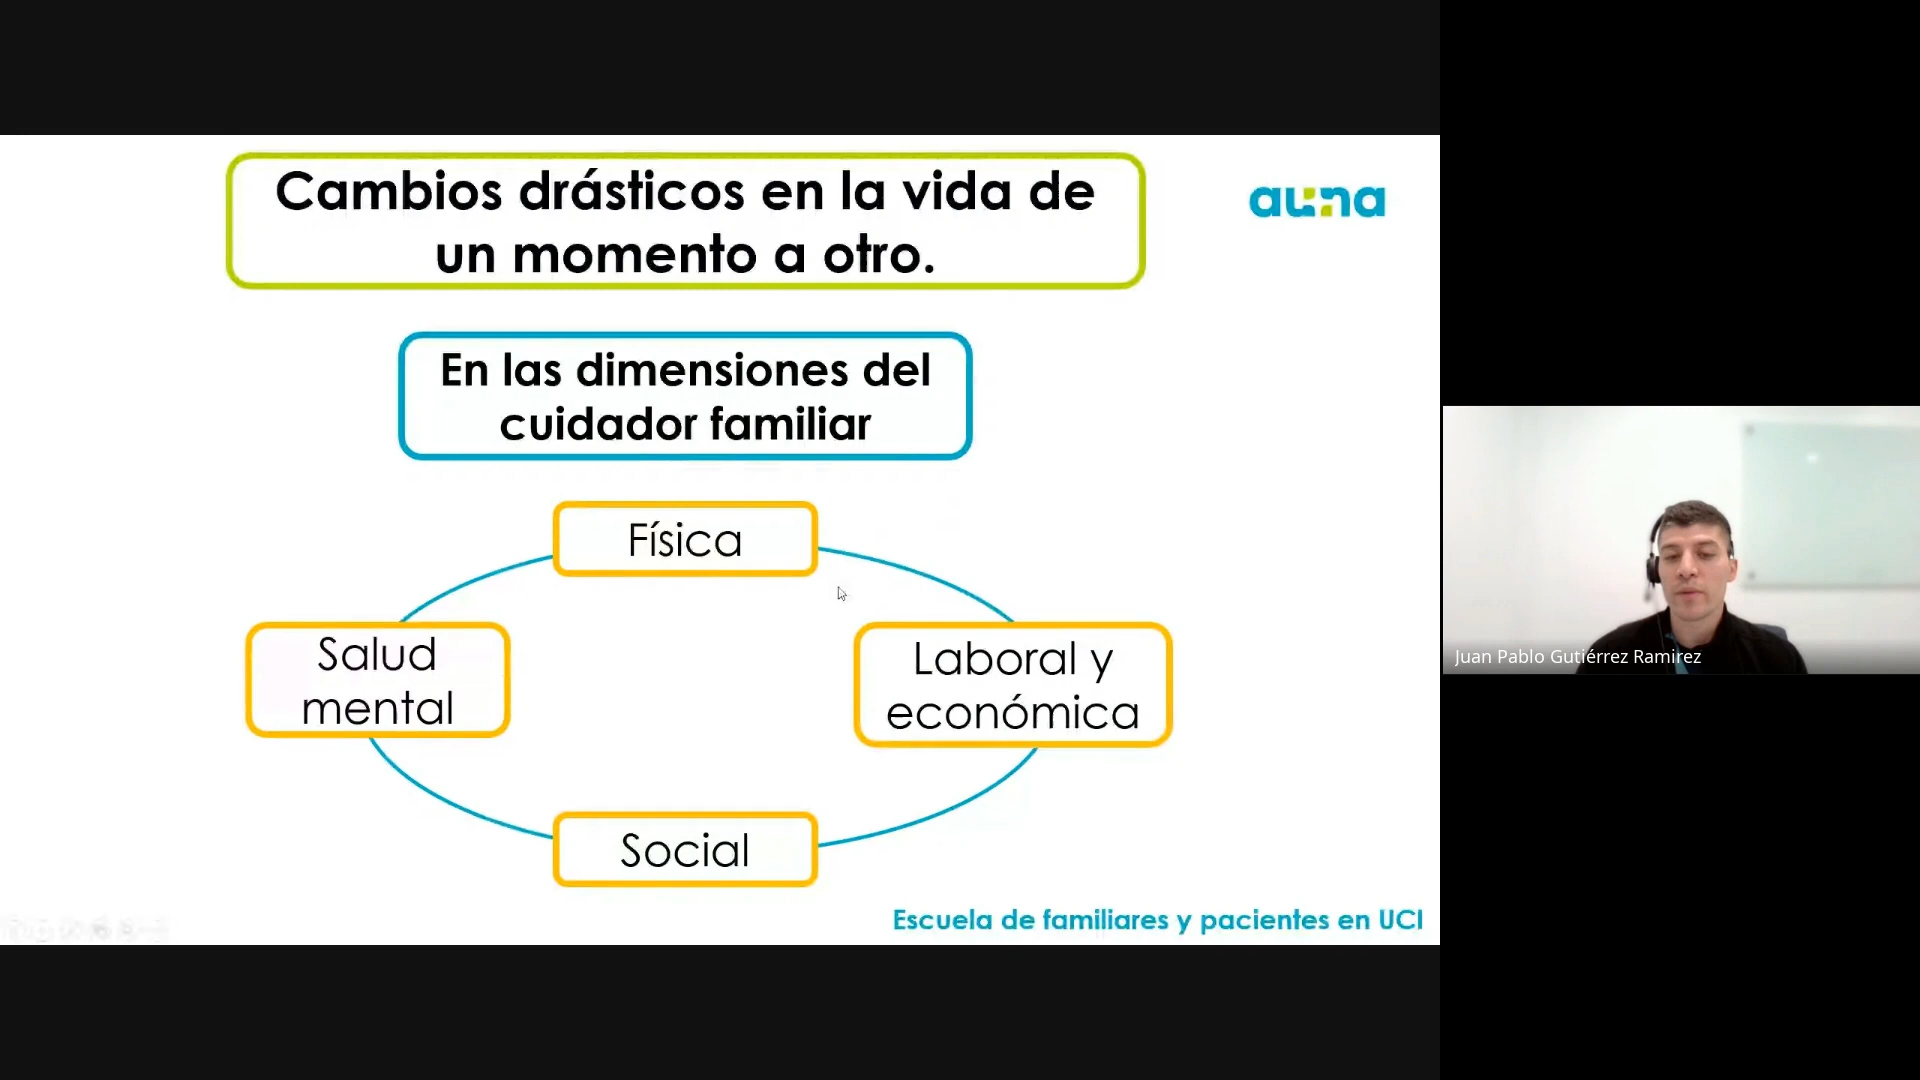 Cambios drásticos en la vida de
un momento a otro.
auna
En las dimensiones del
cuidador familiar
Física
Salud
mental
Laboral y
económica
Social
Escuela de familiares y pacientes en UCI
Juan Pablo Gutiérrez Ramirez